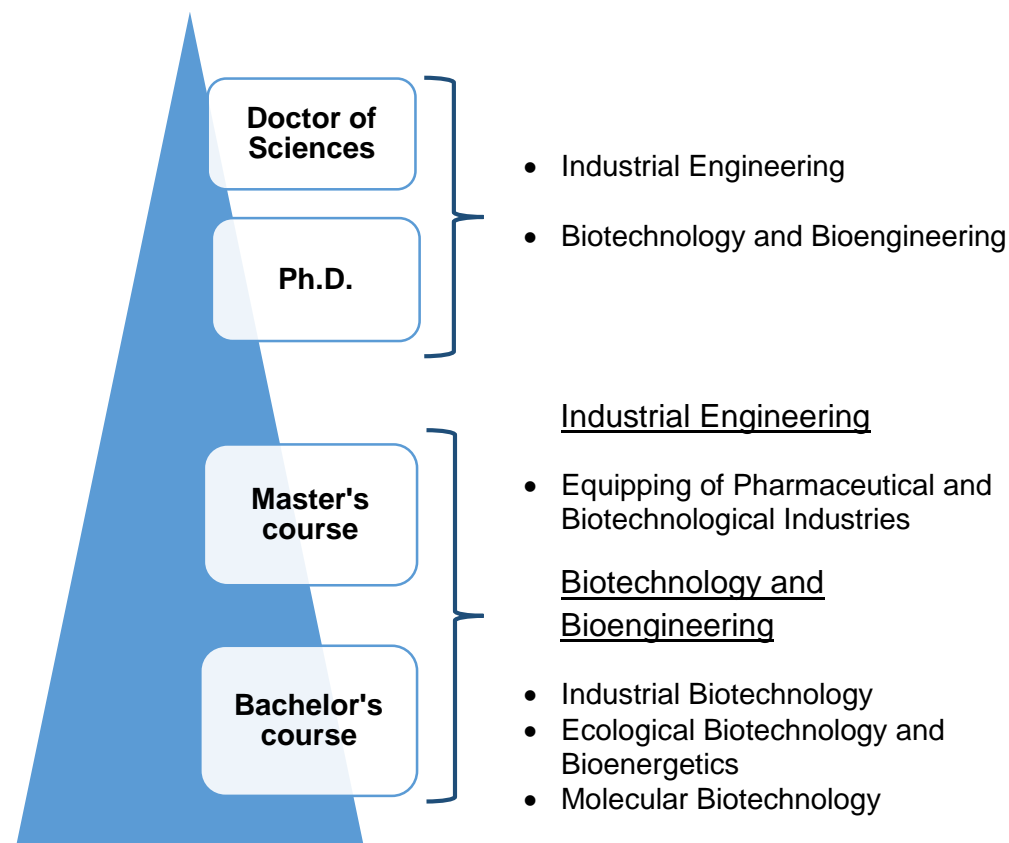 Doctor of
Sciences
Ph.D.
• Industrial Engineering
• Biotechnology and Bioengineering
Master's
course
Bachelor's
course
Industrial Engineering
• Equipping of Pharmaceutical and
Biotechnological Industries
Biotechnology and
Bioengineering
• Industrial Biotechnology
• Ecological Biotechnology and
Bioenergetics
• Molecular Biotechnology